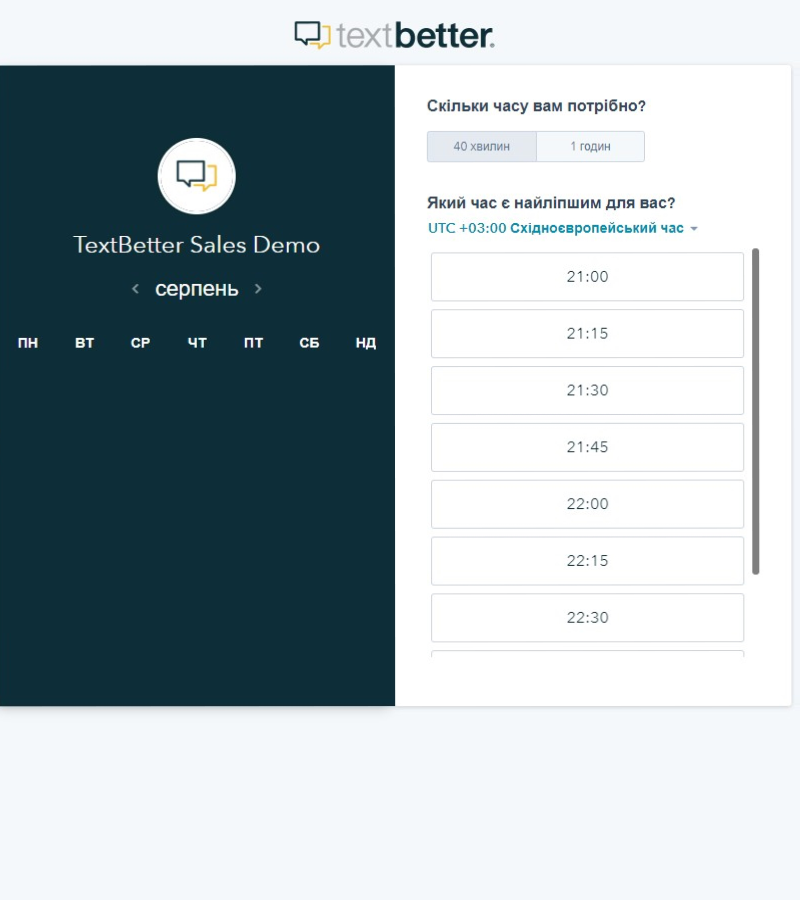 textbetter.
TextBetter Sales Demo
серпень
ПН ВТ СР ЧТ ПТ СБ НД
Скільки часу вам потрібно?
40 хвилин 1 годин
Який час є найліпшим для вас?
UTC +03:00 Східноєвропейський час
21:00
21:15
21:30
21:45
22:00
22:15
22:30